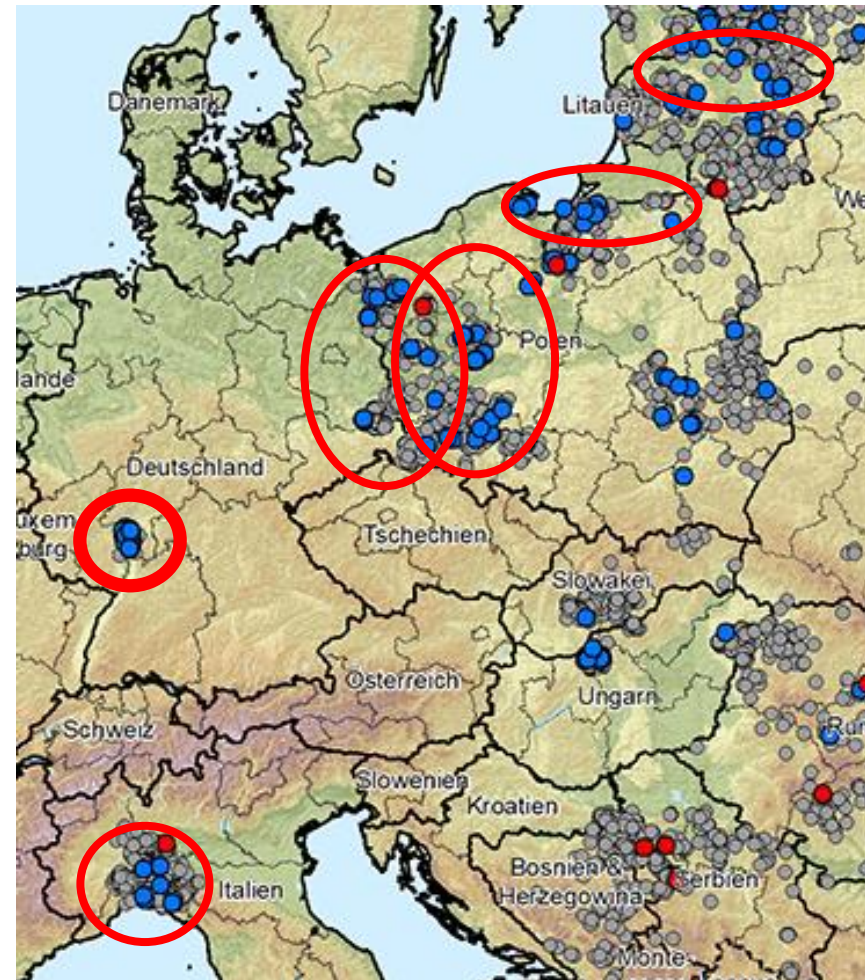 Dänemark
Litauen
We
Polen
lande
Deutschland
uxem
burg
Tschechien
Slowakei
Österreich
Ungarn
Schweiz
Rum
Slowenien
Kroatien
Italien
Bosnien &
Herzegowina
Serbien
Monte-